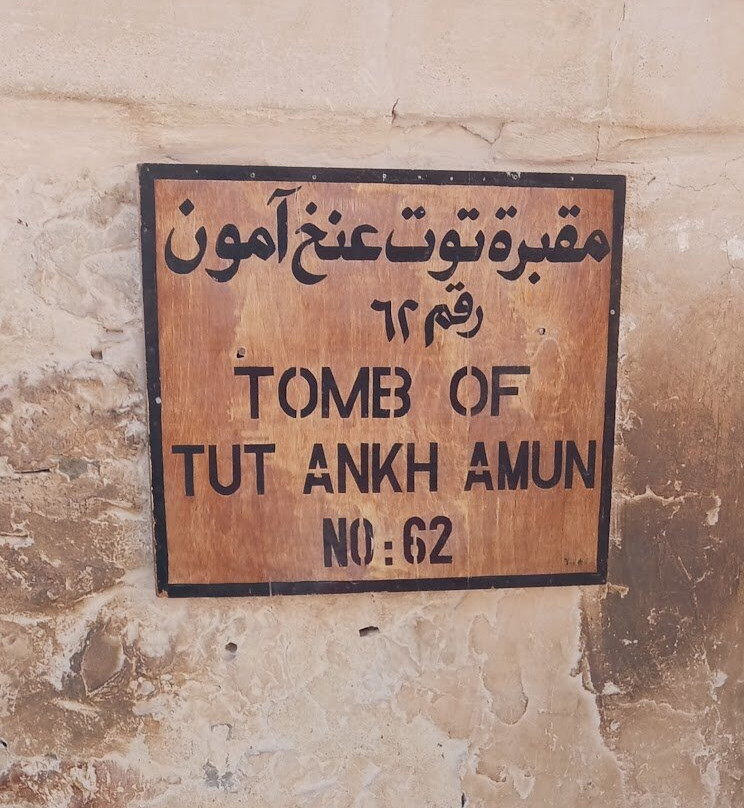 مقبرة توت عنخ آمون
رقم ٦٢
TOMB OF
TUT ANKH AMUN
NO:62